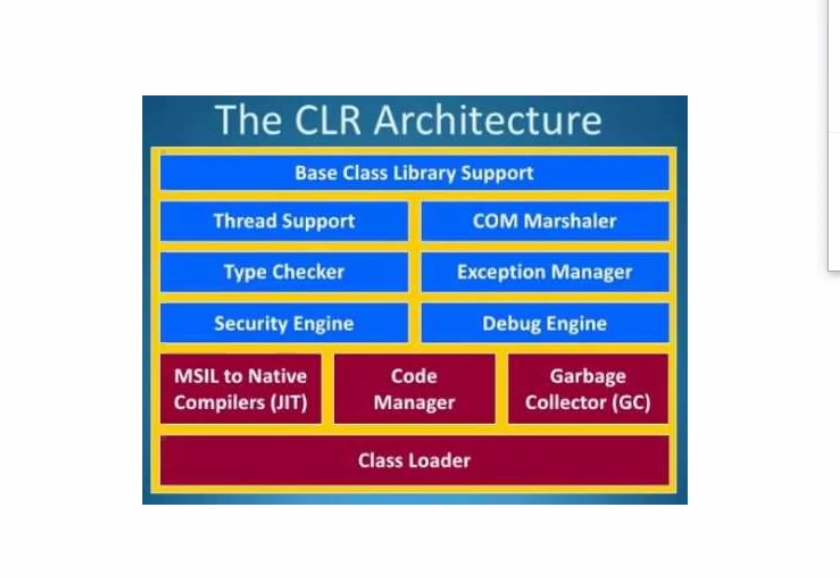 The CLR Architecture
Base Class Library Support
Thread Support
COM Marshaler
Type Checker
Exception Manager
Security Engine
Debug Engine
MSIL to Native
Compilers (JIT)
Code
Manager
Garbage
Collector (GC)
Class Loader